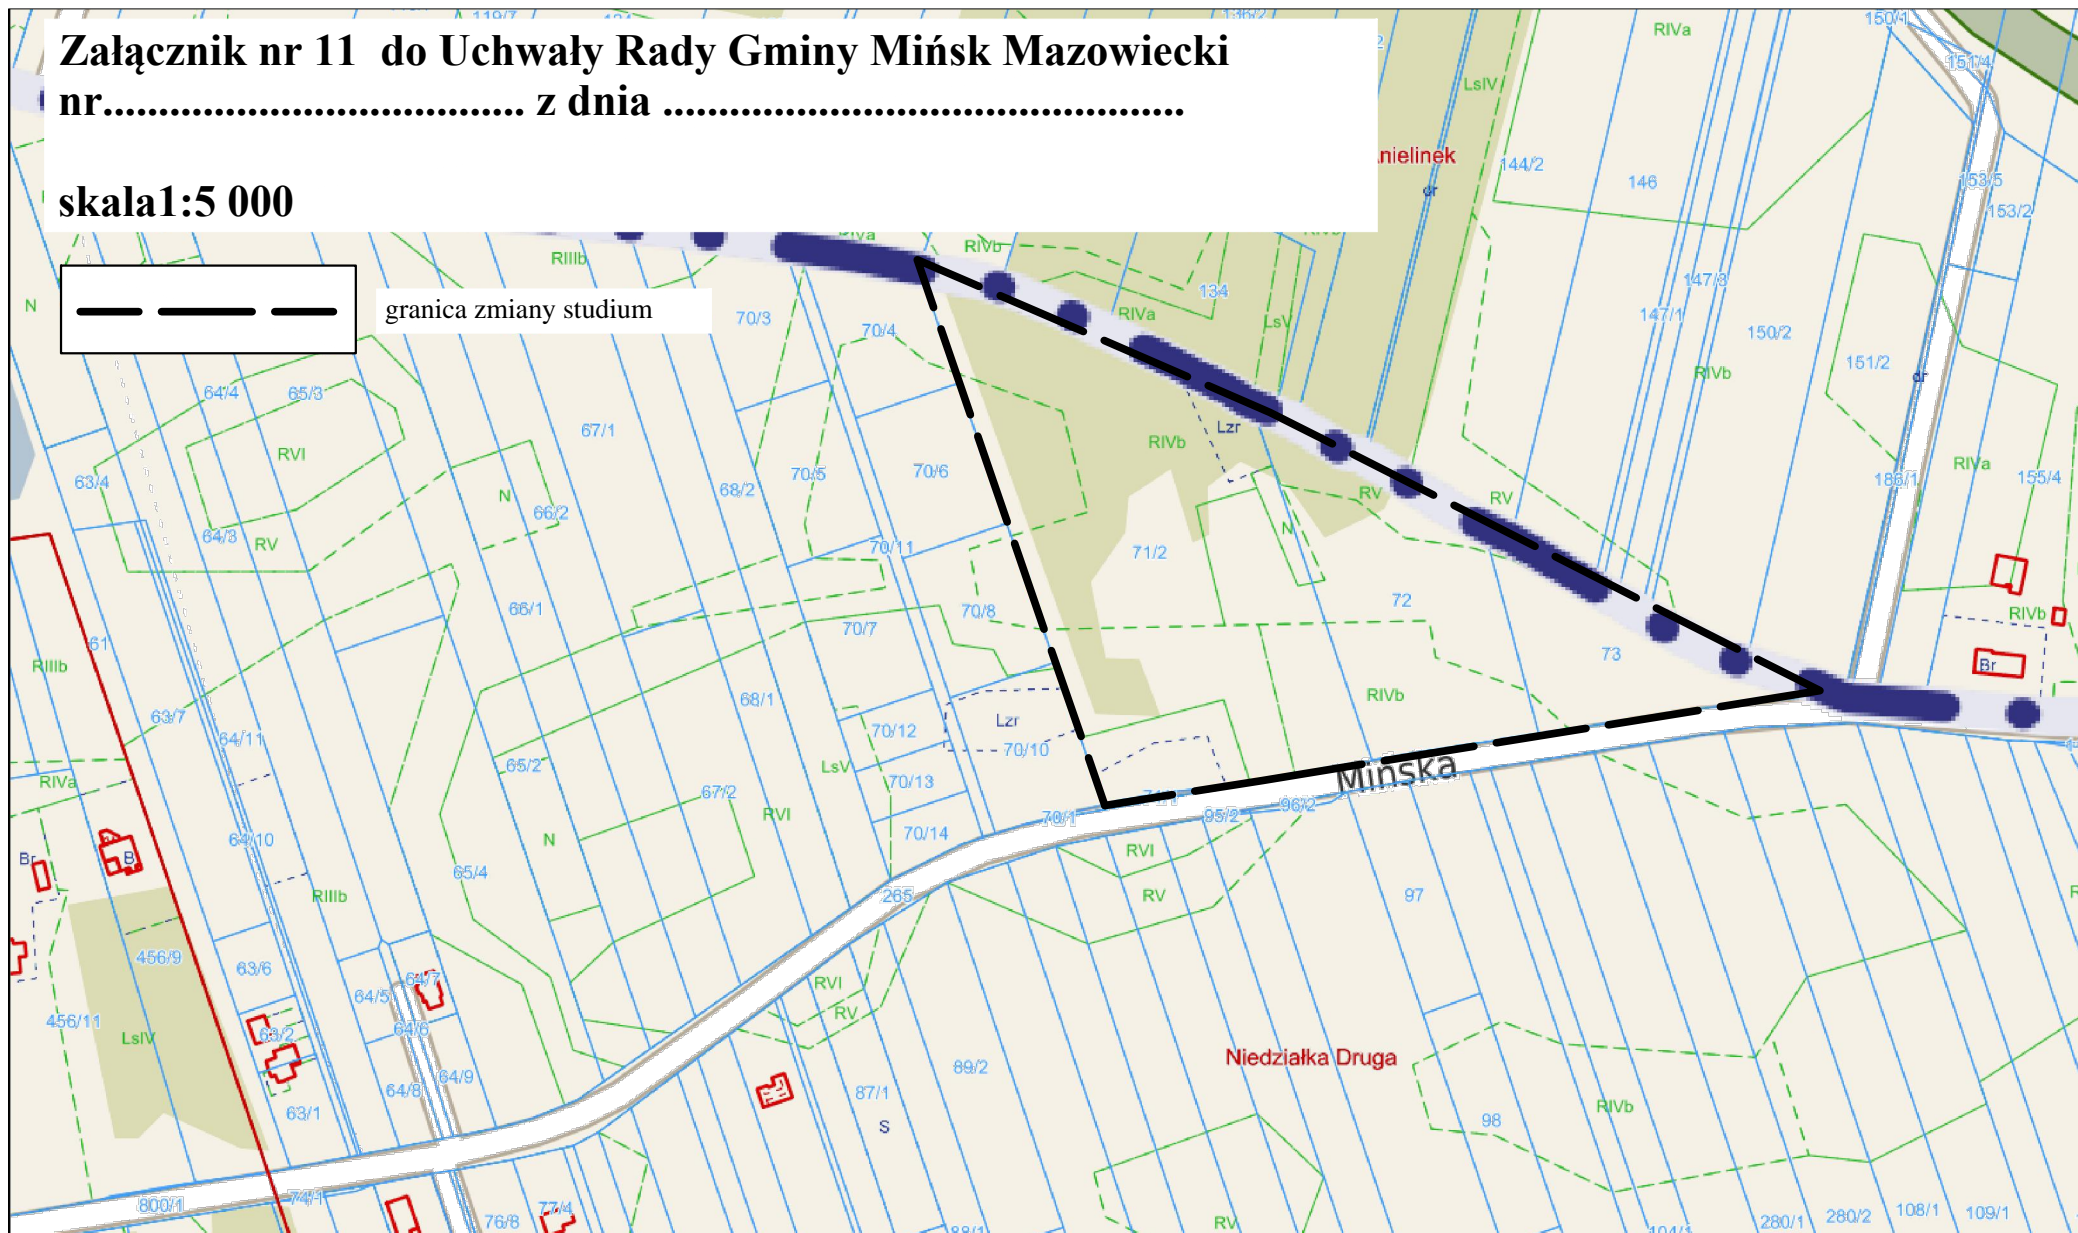 Załącznik nr 11 do Uchwały Rady Gminy Mińsk Mazowiecki
nr...................................... z dnia ...............................................
skala1:5 000
granica zmiany studium
RIVa
150/1
151/4
LsIV
144/2
146
dr
153/5
153/2
RIVb
RIIIb
134
147/3
147/1
150/2
N
70/3
70/4
RIVa
LsV
151/2
RIVb
dr
64/4
65/3
67/1
Lzr
RIVb
RVI
63/4
N
68/2
70/5
70/6
RV
RV
RIVa
155/4
64/3
RV
66/2
70/11
71/2
N
66/1
70/7
70/8
72
RIVb
61
RIIIb
73
Br
63/7
64/11
68/1
Lzr
RIVb
70/12
70/10
RIVa
65/2
LsV
70/13
Mińska
67/2
RVI
70/1
95/2
96/2
64/10
N
70/14
Br
65/4
RVI
RIIIb
265
RV
97
456/9
63/6
64/5
64/7
RVI
456/11
LsIV
63/2
64/6
RV
Niedziałka Druga
64/8
64/9
89/2
63/1
87/1
S
98
RIVb
800/1
74/1
76/8
77/4
RV
280/1
280/2
108/1
109/1